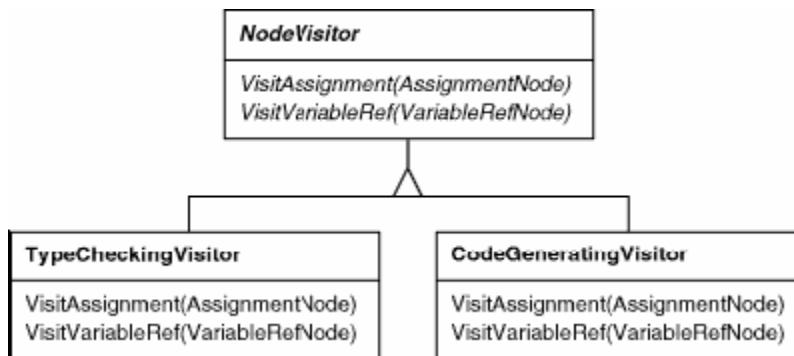 NodeVisitor
VisitAssignment(AssignmentNode)
VisitVariableRef(VariableRefNode)
TypeCheckingVisitor
VisitAssignment(AssignmentNode)
VisitVariableRef(VariableRefNode)
CodeGeneratingVisitor
VisitAssignment(AssignmentNode)
VisitVariableRef(VariableRefNode)